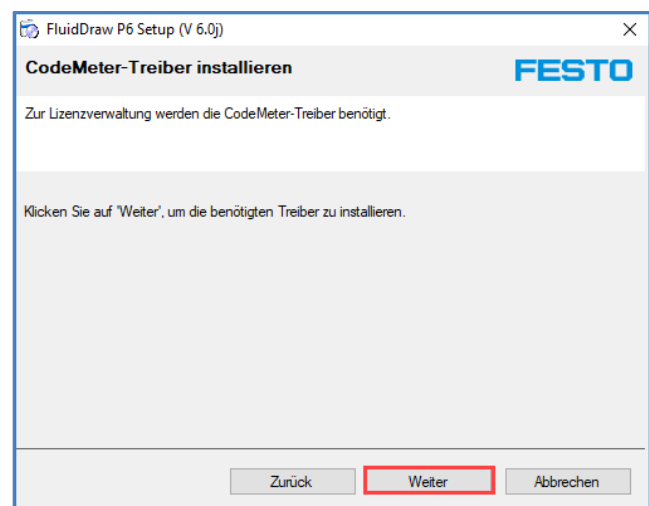 FluidDraw P6 Setup (V 6.0j)
CodeMeter-Treiber installieren
FESTO
Zur Lizenzverwaltung werden die CodeMeter-Treiber benötigt.
Klicken Sie auf 'Weiter', um die benötigten Treiber zu installieren.
Zurück
Weiter
Abbrechen